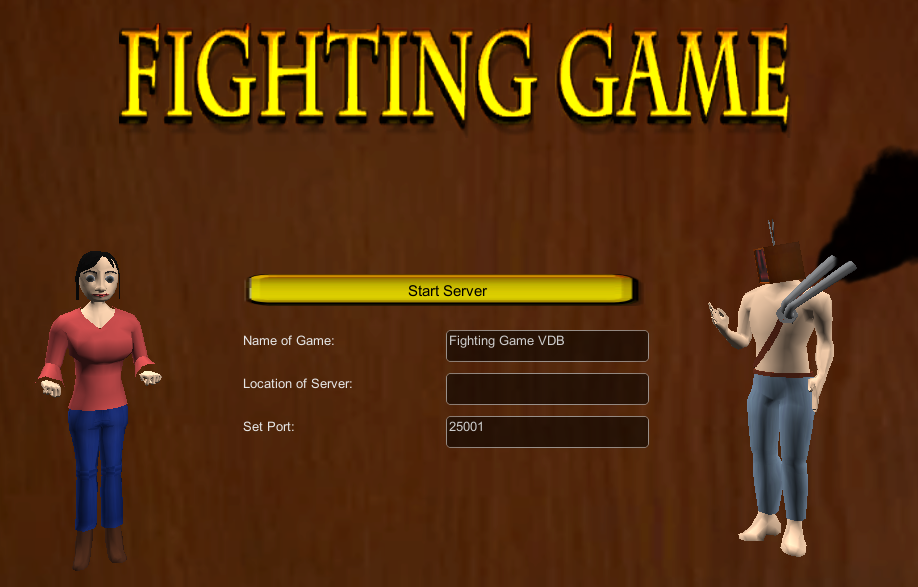 FIGHTING GAME
Start Server
Name of Game:
Fighting Game VDB
Location of Server:
Set Port:
25001